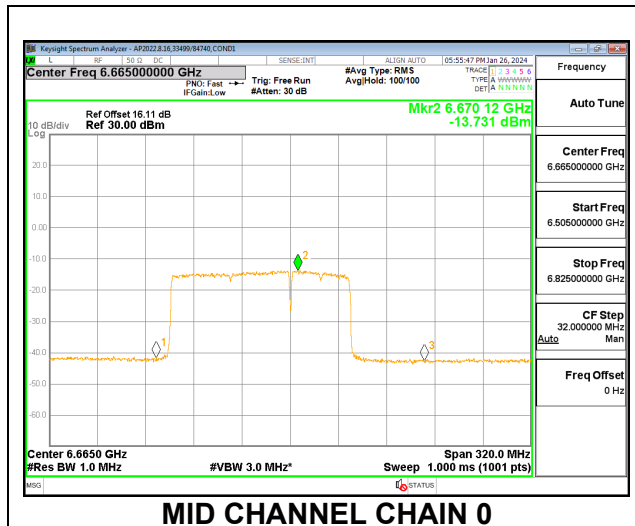 Keysight Spectrum Analyzer - AP2022.8.16,33499/84740,COND1
LXI L RF 50 Ω DC SENSE:INT ALIGN AUTO 05:55:47 PM Jan 26, 2024
Center Freq 6.665000000 GHz
PNO: Fast
IFGain:Low
Trig: Free Run
#Atten: 30 dB
#Avg Type: RMS
Avg|Hold: 100/100
TRACE 1 2 3 4 5 6
TYPE A WWWWW
DET A N N N N N
Frequency
Auto Tune
Center Freq
6.665000000 GHz
Start Freq
6.505000000 GHz
Stop Freq
6.825000000 GHz
CF Step
32.000000 MHz
Auto Man
Freq Offset
0 Hz
Mkr2 6.670 12 GHz
-13.731 dBm
Ref Offset 16.11 dB
10 dB/div Ref 30.00 dBm
Log
20.0
10.0
0.00
-10.0
-20.0
-30.0
-40.0
-50.0
-60.0
1
2
3
Center 6.6650 GHz Span 320.0 MHz
#Res BW 1.0 MHz #VBW 3.0 MHz* Sweep 1.000 ms (1001 pts)
MSG STATUS
MID CHANNEL CHAIN 0